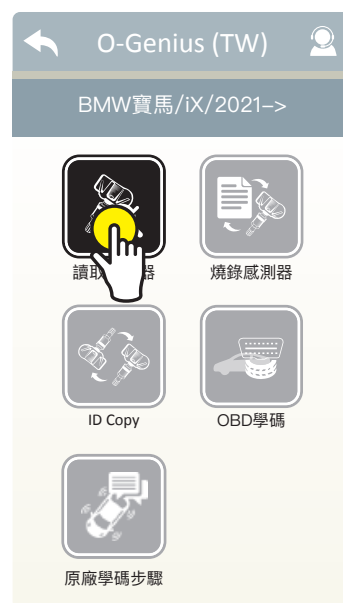 O-Genius (TW)
BMW寶馬/iX/2021->
讀取 器
燒錄感測器
ID Copy
OBD學碼
原廠學碼步驟